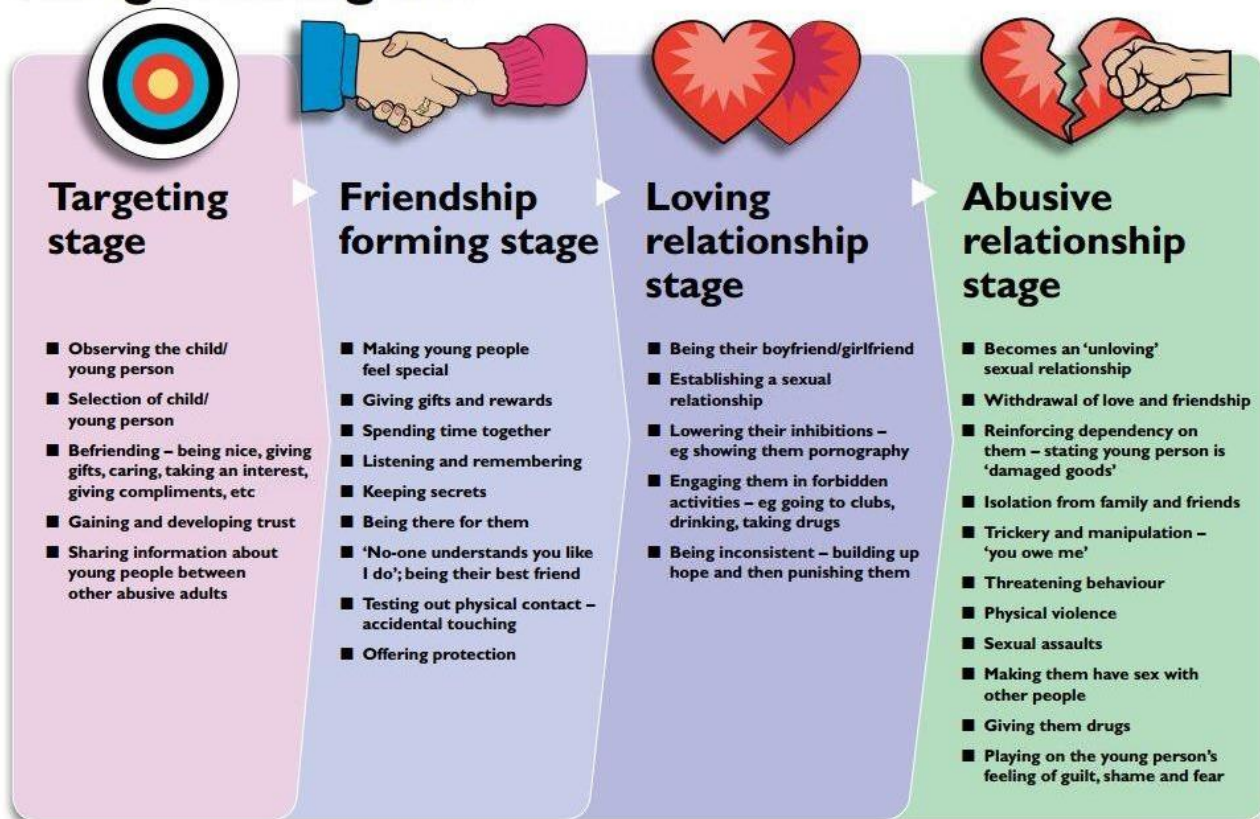 Targeting
stage
Observing the child/
young person
Selection of child/
young person
Befriending – being nice, giving
gifts, caring, taking an interest,
giving compliments, etc
Gaining and developing trust
Sharing information about
young people between
other abusive adults
Friendship
forming stage
Making young people
feel special
Giving gifts and rewards
Spending time together
Listening and remembering
Keeping secrets
Being there for them
‘No-one understands you like
I do’; being their best friend
Testing out physical contact –
accidental touching
Offering protection
Loving
relationship
stage
Being their boyfriend/girlfriend
Establishing a sexual
relationship
Lowering their inhibitions –
eg showing them pornography
Engaging them in forbidden
activities – eg going to clubs,
drinking, taking drugs
Being inconsistent – building up
hope and then punishing them
Abusive
relationship
stage
Becomes an ‘unloving’
sexual relationship
Withdrawal of love and friendship
Reinforcing dependency on
them – stating young person is
‘damaged goods’
Isolation from family and friends
Trickery and manipulation –
‘you owe me’
Threatening behaviour
Physical violence
Sexual assaults
Making them have sex with
other people
Giving them drugs
Playing on the young person’s
feeling of guilt, shame and fear